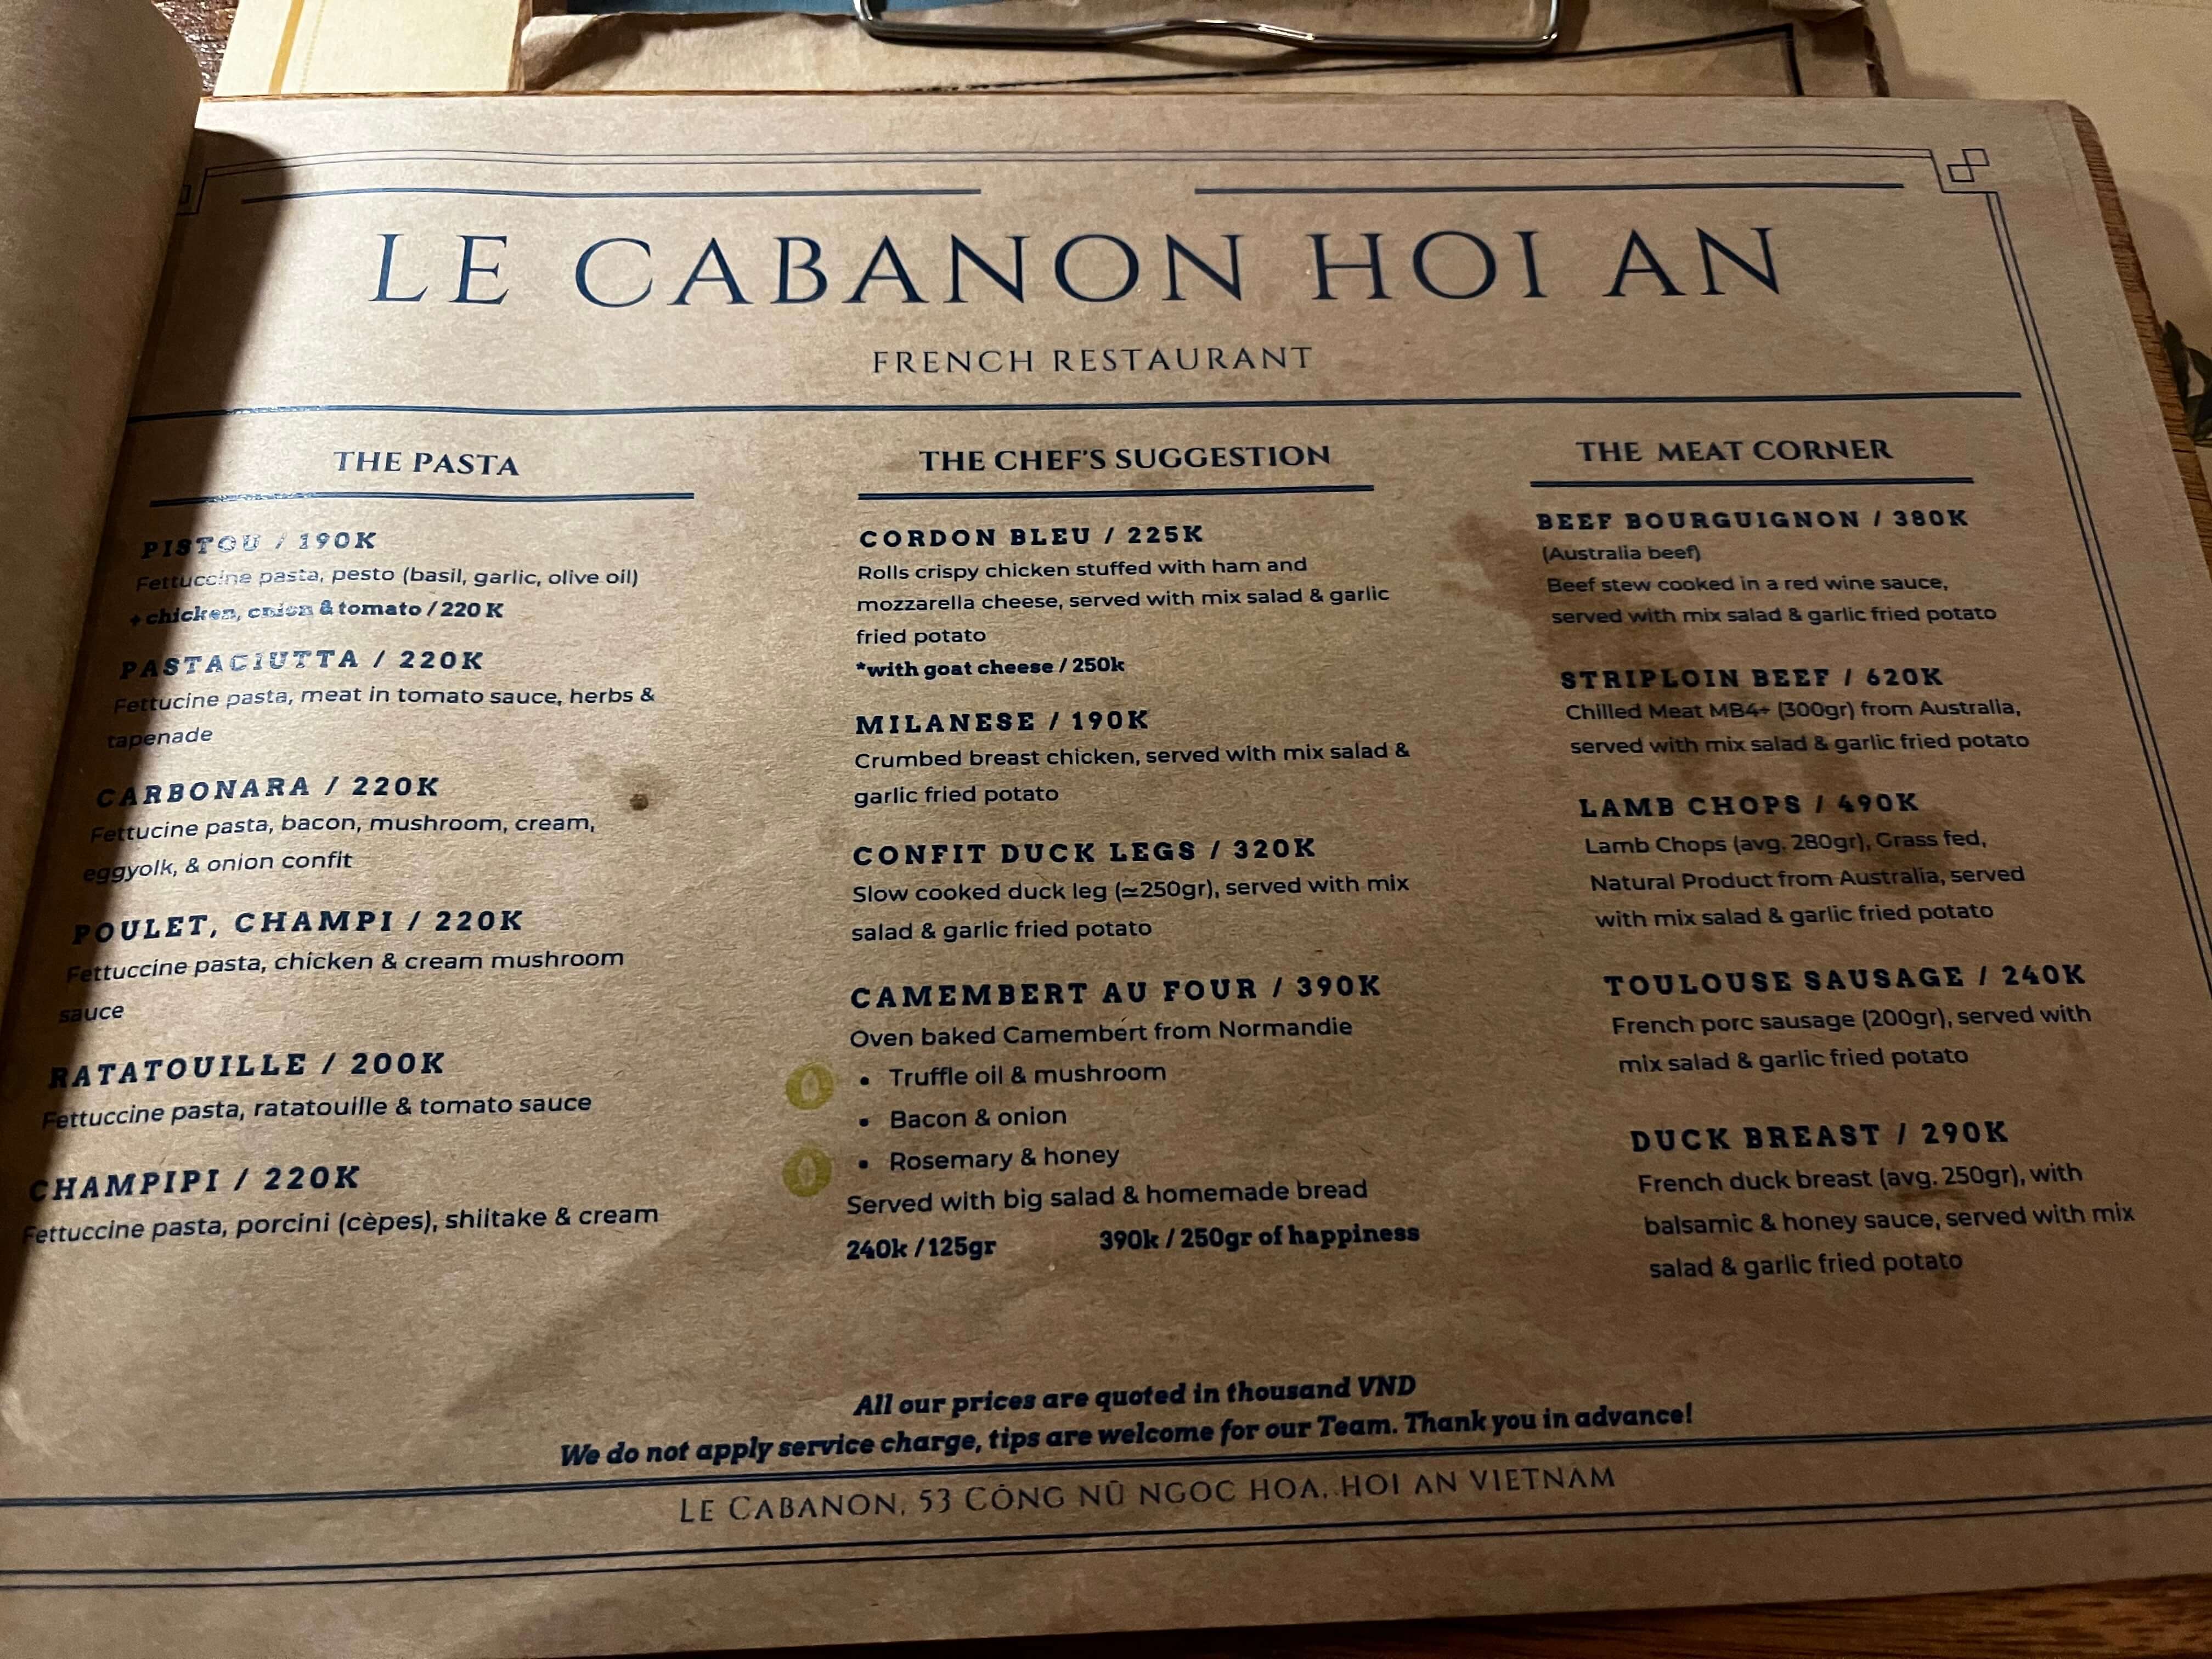 LE CABANON HOI AN
FRENCH RESTAURANT
THE PASTA
PISTOU / 190K
Fettuccine pasta, pesto (basil, garlic, olive oil)
+ chicken, onion & tomato / 220 K
PASTACIUTTA / 220K
Fettucine pasta, meat in tomato sauce, herbs &
tapenade
CARBONARA / 220K
Fettucine pasta, bacon, mushroom, cream,
eggyolk, & onion confit
POULET, CHAMPI / 220K
Fettuccine pasta, chicken & cream mushroom
sauce
RATATOUILLE / 200K
Fettuccine pasta, ratatouille & tomato sauce
CHAMPIPI / 220K
Fettuccine pasta, porcini (cèpes), shiitake & cream
THE CHEF'S SUGGESTION
CORDON BLEU / 225K
Rolls crispy chicken stuffed with ham and
mozzarella cheese, served with mix salad & garlic
fried potato
*with goat cheese / 250k
MILANESE / 190K
Crumbed breast chicken, served with mix salad &
garlic fried potato
CONFIT DUCK LEGS / 320K
Slow cooked duck leg (≃250gr), served with mix
salad & garlic fried potato
CAMEMBERT AU FOUR / 390K
Oven baked Camembert from Normandie
• Truffle oil & mushroom
• Bacon & onion
• Rosemary & honey
Served with big salad & homemade bread
240k / 125gr 390k / 250gr of happiness
THE MEAT CORNER
BEEF BOURGUIGNON / 380K
(Australia beef)
Beef stew cooked in a red wine sauce,
served with mix salad & garlic fried potato
STRIPLOIN BEEF / 620K
Chilled Meat MB4+ (300gr) from Australia,
served with mix salad & garlic fried potato
LAMB CHOPS / 490K
Lamb Chops (avg. 280gr), Grass fed,
Natural Product from Australia, served
with mix salad & garlic fried potato
TOULOUSE SAUSAGE / 240K
French porc sausage (200gr), served with
mix salad & garlic fried potato
DUCK BREAST / 290K
French duck breast (avg. 250gr), with
balsamic & honey sauce, served with mix
salad & garlic fried potato
All our prices are quoted in thousand VND
We do not apply service charge, tips are welcome for our Team. Thank you in advance!
LE CABANON, 53 CÔNG NŨ NGOC HOA, HOI AN VIETNAM